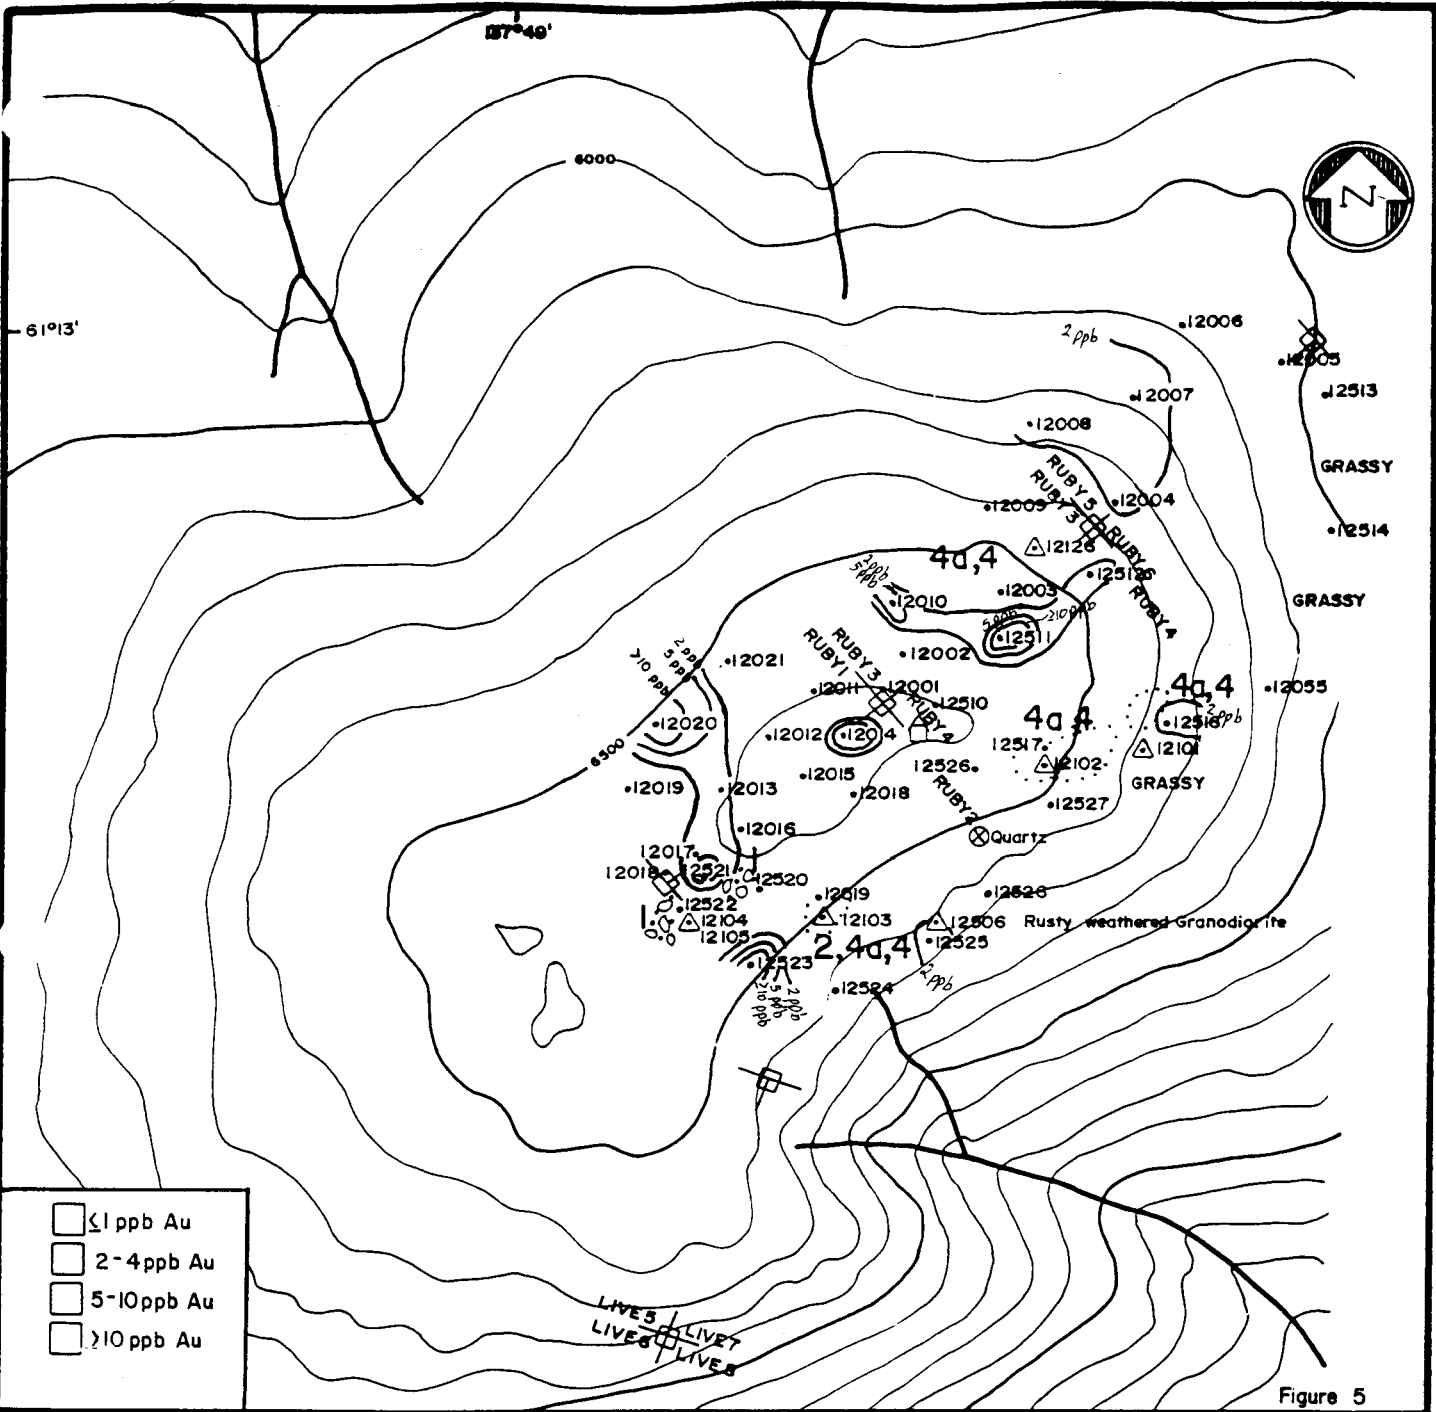 137°40'
6000
N
61°13'
12006
2 ppb
12005
12007
12513
12008
GRASSY
RUBY 5
RUBY 3
12004
12009
12514
12126
RUBY 6
4a,4
12512
2 ppb
5 ppb
12003
RUBY 4
GRASSY
12010
5 ppb
≥10 ppb
12511
RUBY 3
RUBY 1
12002
2 ppb
5 ppb
>10 ppb
12021
12011
12001
4a,4
12055
RUBY 4
12510
2 ppb
12020
12012
12014
4a,4
12516
12517
12101
6500
12015
12526
12102
GRASSY
12019
12013
12018
RUBY 2
12527
12016
Quartz
12017
12018
12521
12520
1
12522
12019
12526
1
12104
12103
12506
Rusty weathered Granodiorite
12105
2,4a,4
12525
12523
2 ppb
12524
≥10 ppb
5 ppb
2 ppb
≤1 ppb Au
2-4 ppb Au
5-10 ppb Au
>10 ppb Au
LIVE 5
LIVE 7
LIVE 6
LIVE 8
Figure 5